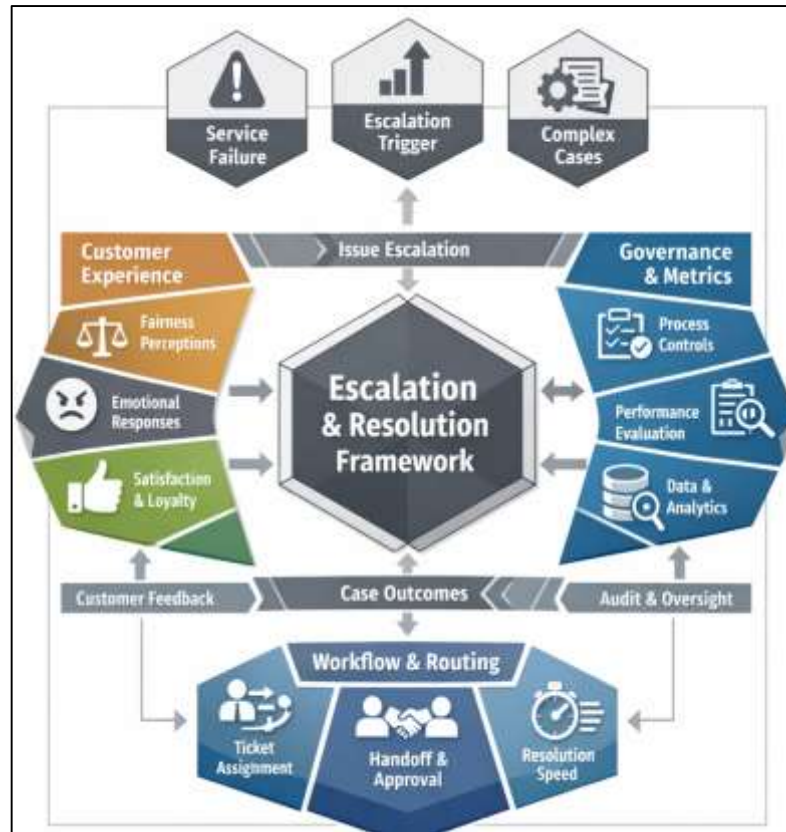 Service
Failure
Escalation
Trigger
Complex
Cases
Customer
Experience
Issue Escalation
Governance
& Metrics
Fairness
Perceptions
Process
Controls
Emotional
Responses
Escalation
& Resolution
Framework
Performance
Evaluation
Satisfaction
& Loyalty
Data &
Analytics
Customer Feedback
Case Outcomes
Audit & Oversight
Workflow & Routing
Ticket
Assignment
Handoff &
Approval
Resolution
Speed